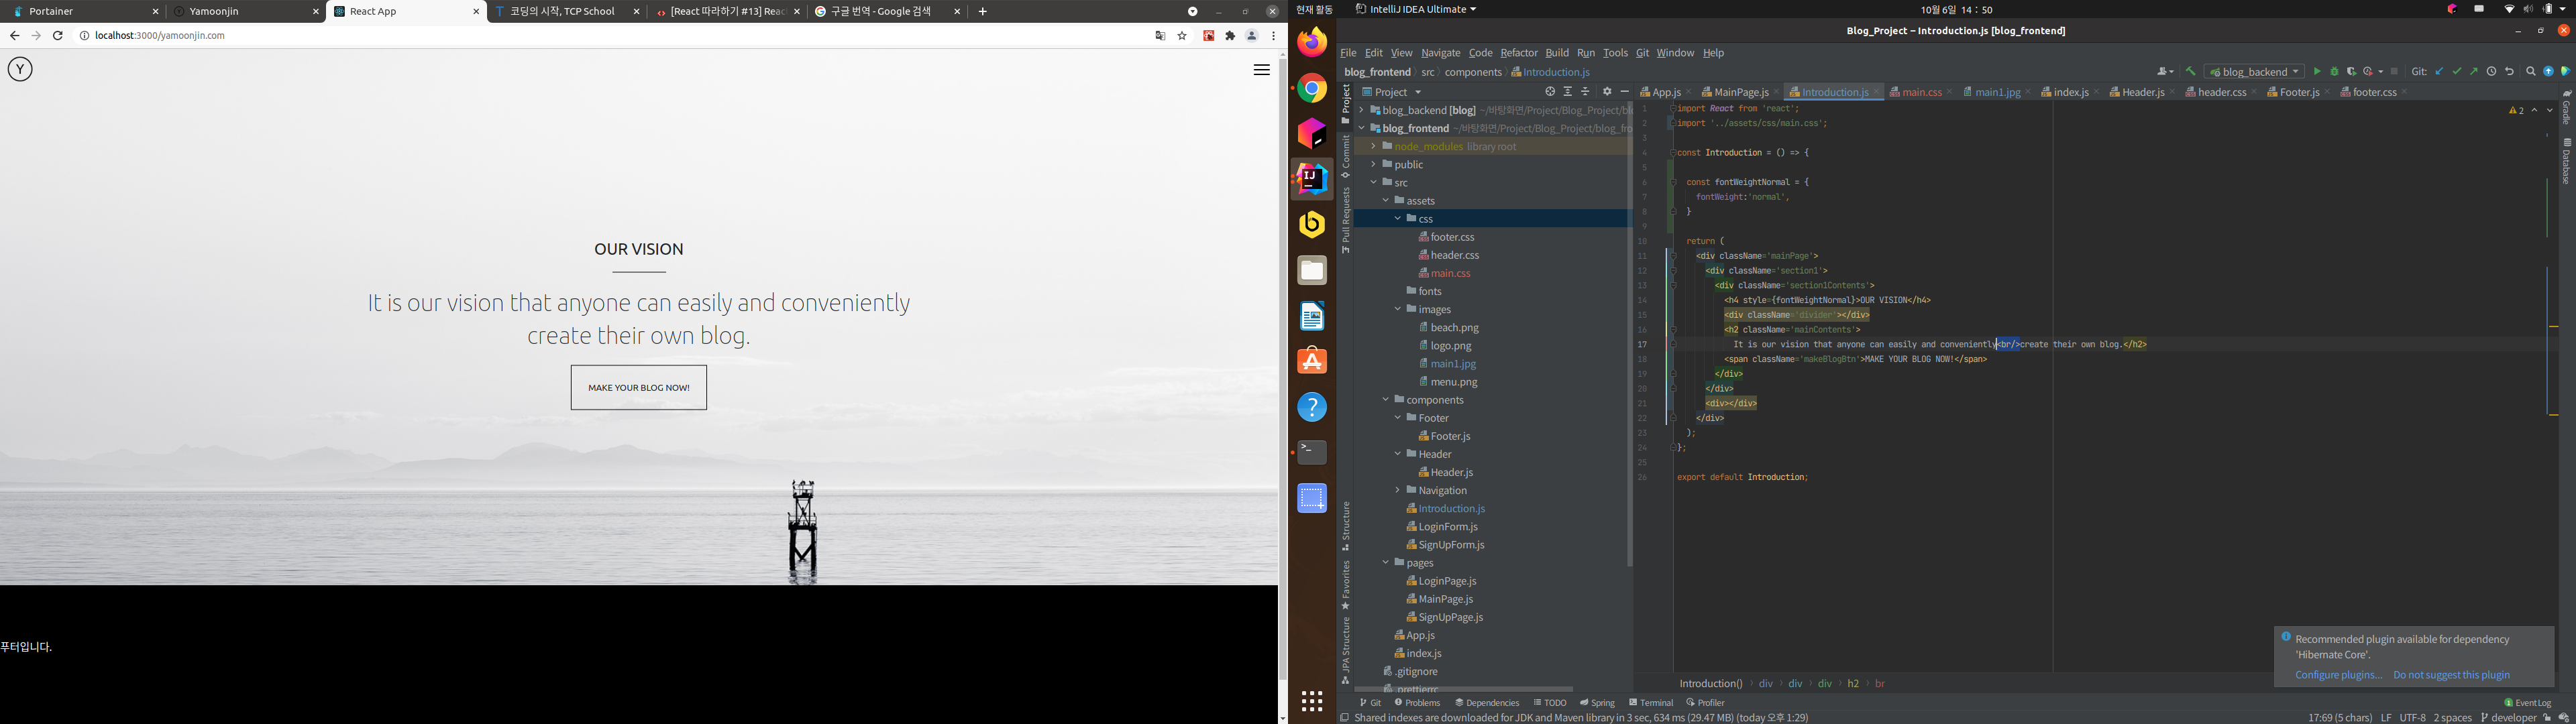 Portainer
Yamoonjin
React App
코딩의 시작, TCP School
[React 따라하기 #13] Reac
구글 번역 - Google 검색
localhost:3000/yamoonjin.com
Y
OUR VISION
It is our vision that anyone can easily and conveniently
create their own blog.
MAKE YOUR BLOG NOW!
푸터입니다.
현재 활동
IntelliJ IDEA Ultimate
10월 6일 14 : 50
Blog_Project – Introduction.js [blog_frontend]
File Edit View Navigate Code Refactor Build Run Tools Git Window Help
blog_frontend src components Introduction.js
blog_backend
Git:
Project
App.js MainPage.js Introduction.js main.css main1.jpg index.js Header.js header.css Footer.js footer.css
Project
Commit
Pull Requests
Structure
Favorites
JPA Structure
blog_backend [blog] ~/바탕화면/Project/Blog_Project/blo
blog_frontend ~/바탕화면/Project/Blog_Project/blog_fro
node_modules library root
public
src
assets
css
footer.css
header.css
main.css
fonts
images
beach.png
logo.png
main1.jpg
menu.png
components
Footer
Footer.js
Header
Header.js
Navigation
Introduction.js
LoginForm.js
SignUpForm.js
pages
LoginPage.js
MainPage.js
SignUpPage.js
App.js
index.js
.gitignore
.prettierrc
1 import React from 'react';
2 import '../assets/css/main.css';
3
4 const Introduction = () => {
5
6 const fontWeightNormal = {
7 fontWeight:'normal',
8 }
9
10 return (
11 <div className='mainPage'>
12 <div className='section1'>
13 <div className='section1Contents'>
14 <h4 style={fontWeightNormal}>OUR VISION</h4>
15 <div className='divider'></div>
16 <h2 className='mainContents'>
17 It is our vision that anyone can easily and conveniently<br/>create their own blog.</h2>
18 <span className='makeBlogBtn'>MAKE YOUR BLOG NOW!</span>
19 </div>
20 </div>
21 <div></div>
22 </div>
23 );
24 };
25
26 export default Introduction;
2
Gradle
Database
Recommended plugin available for dependency
'Hibernate Core'.
Configure plugins... Do not suggest this plugin
Introduction() div div div h2 br
Git Problems Dependencies TODO Spring Terminal Profiler
1 Event Log
Shared indexes are downloaded for JDK and Maven library in 3 sec, 634 ms (29.47 MB) (today 오후 1:29)
17:69 (5 chars) LF UTF-8 2 spaces developer